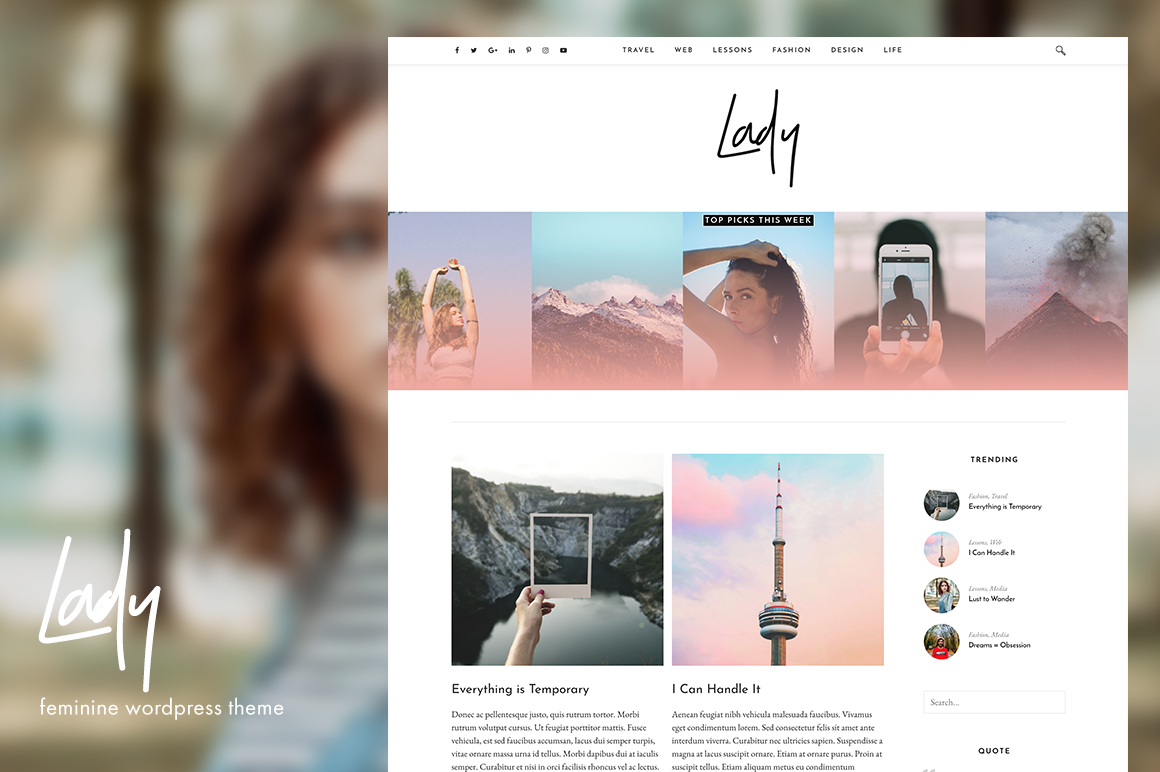 TRAVEL WEB LESSONS FASHION DESIGN LIFE
Lady
TOP PICKS THIS WEEK
Everything is Temporary
Donec ac pellentesque justo, quis rutrum tortor. Morbi
rutrum volutpat cursus. Ut feugiat porttitor mattis. Fusce
vehicula, est sed faucibus accumsan, lacus dui semper turpis,
vitae ornare massa urna id tellus. Morbi dapibus dui at iaculis
semper. Curabitur et nisi in orci facilisis rhoncus vel ac lectus.
I Can Handle It
Aenean feugiat nibh vehicula malesuada faucibus. Vivamus
eget condimentum lorem. Sed consectetur felis sit amet ante
interdum viverra. Curabitur nec ultricies sapien. Suspendisse a
magna at lacus suscipit ornare. Etiam at ornare purus. Proin at
suscipit tellus. Etiam aliquam metus eu condimentum
TRENDING
Fashion, Travel
Everything is Temporary
Lessons, Web
I Can Handle It
Lessons, Media
Lust to Wander
Fashion, Media
Dreams = Obsession
Search...
QUOTE
Lady
feminine wordpress theme